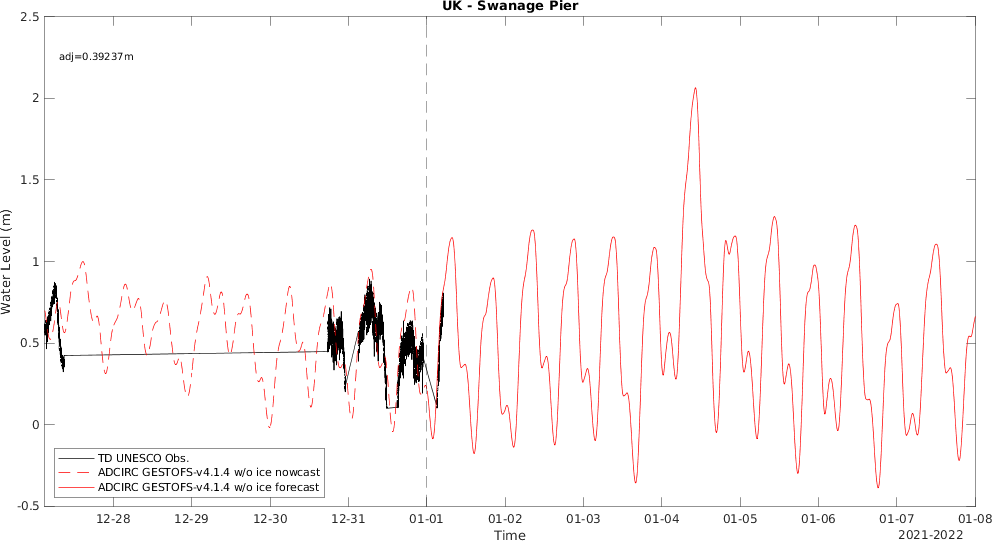 UK - Swanage Pier
adj=0.39237m
Water Level (m)
2.5
2
1.5
1
0.5
0
-0.5
TD UNESCO Obs.
ADCIRC GESTOFS-v4.1.4 w/o ice nowcast
ADCIRC GESTOFS-v4.1.4 w/o ice forecast
12-28 12-29 12-30 12-31 01-01 01-02 01-03 01-04 01-05 01-06 01-07 01-08
Time
2021-2022